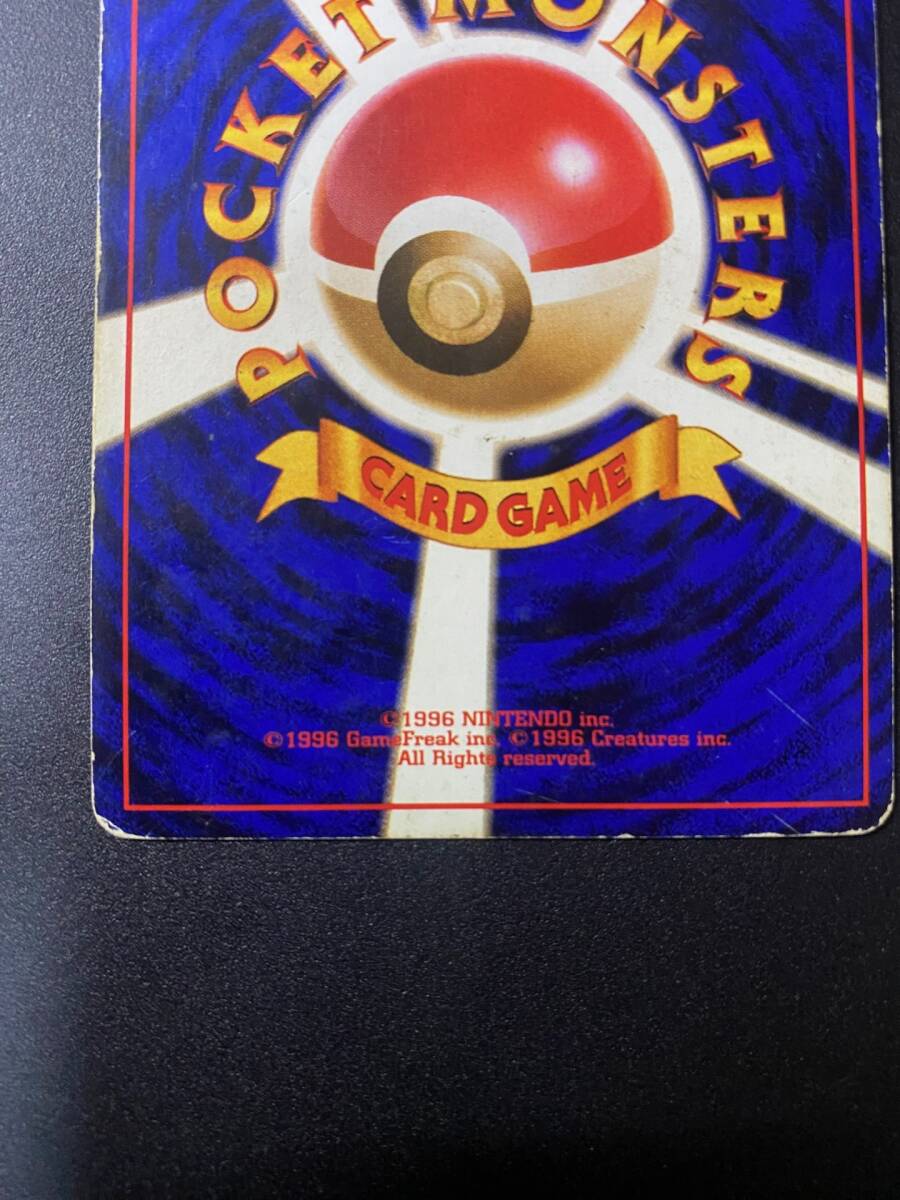 POCKET MONSTERS
CARD GAME
©1996 NINTENDO inc.
©1996 GameFreak inc. ©1996 Creatures inc.
All Rights reserved.